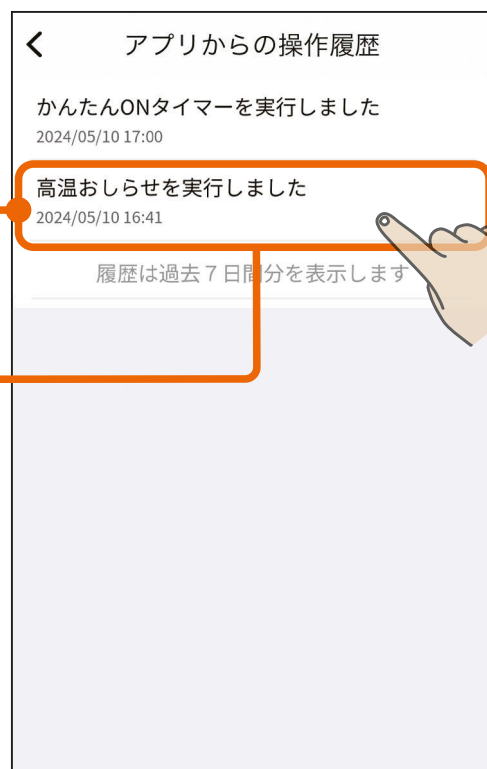 アプリからの操作履歴
かんたんONタイマーを実行しました
2024/05/10 17:00
高温おしらせを実行しました
2024/05/10 16:41
履歴は過去７日間分を表示します